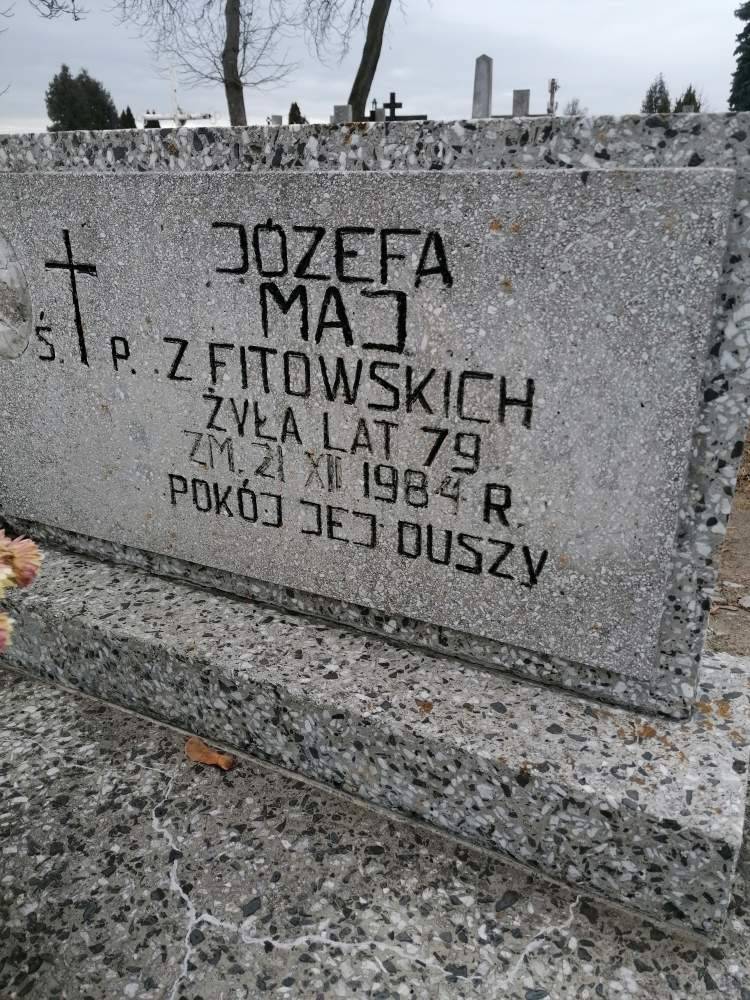 JÓZEFA
MAJ
Ś. P. Z FITOWSKICH
ŻYŁA LAT 79
ZM. 21 XII 1984 R.
POKÓJ JEJ DUSZY